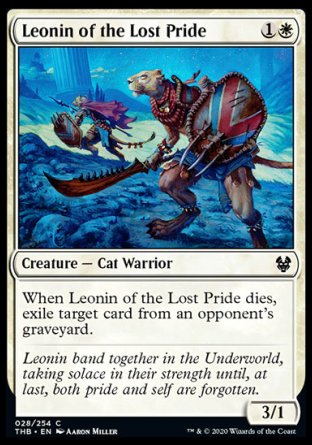 Leonin of the Lost Pride 1
Creature — Cat Warrior
When Leonin of the Lost Pride dies,
exile target card from an opponent's
graveyard.
Leonin band together in the Underworld,
taking solace in their strength until, at
last, both pride and self are forgotten.
3/1
028/254 C
THB • EN AARON MILLER
™ & © 2020 Wizards of the Coast